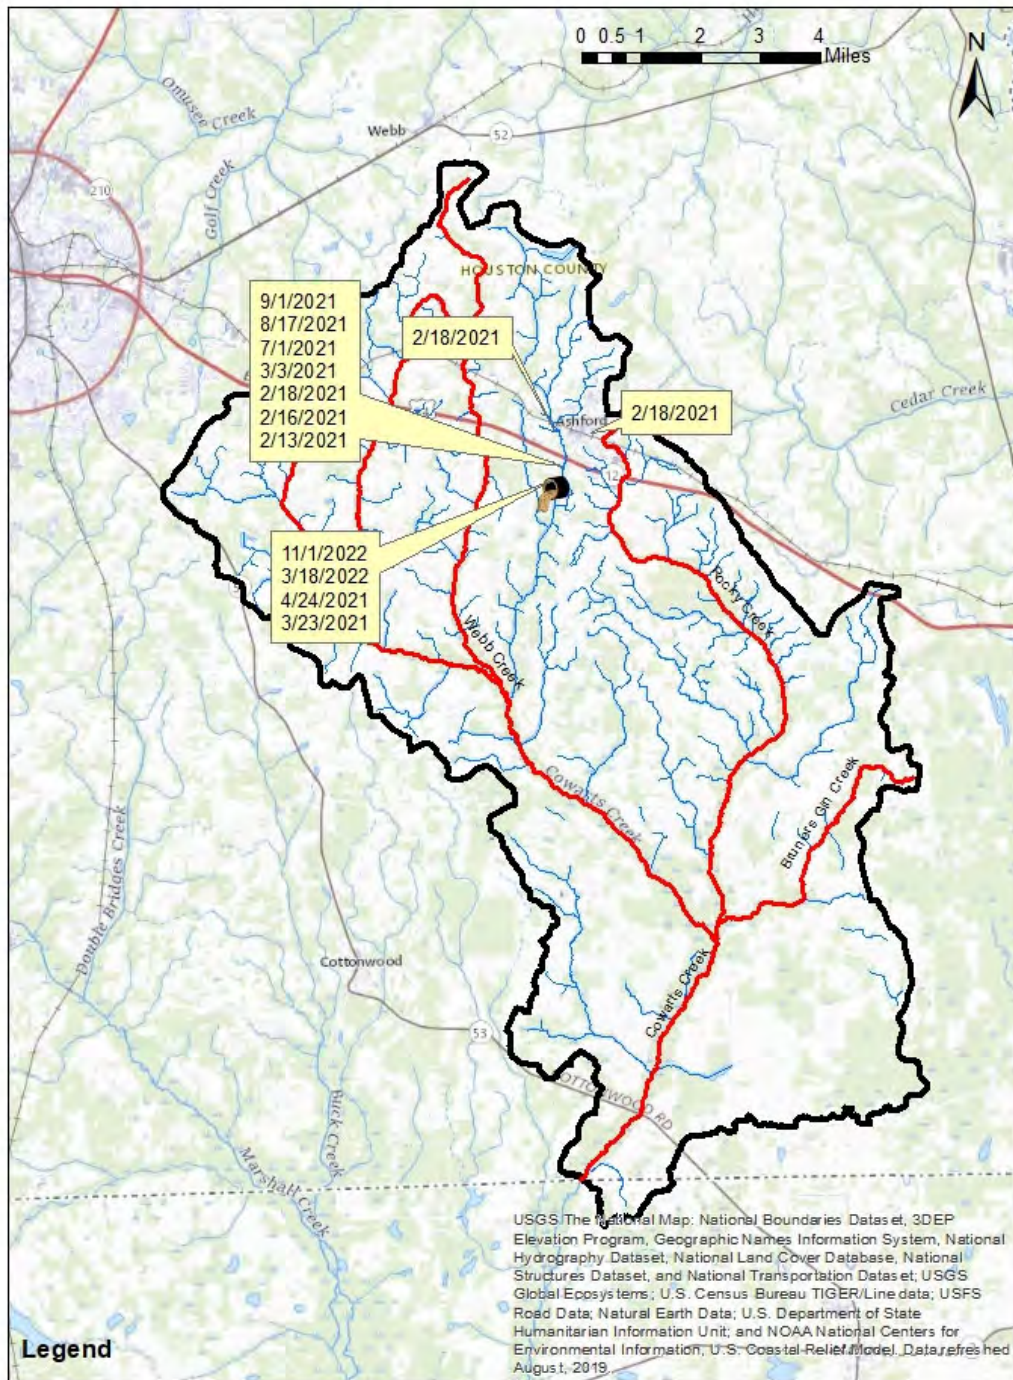 0 0.5 1 2 3 4
Miles
N
Omusee Creek
Webb
52
Golf Creek
210
HOUSTON COUNTY
9/1/2021
8/17/2021
7/1/2021
3/3/2021
2/18/2021
2/16/2021
2/13/2021
2/18/2021
2/18/2021
Ashford
Cedar Creek
12
11/1/2022
3/18/2022
4/24/2021
3/23/2021
Rocky Creek
Webb Creek
Cowarts Creek
Bruners Gin Creek
Double Bridges Creek
Cottonwood
Cowarts Creek
53
COTTONWOOD RD
Buck Creek
Marshall Creek
USGS The National Map: National Boundaries Dataset, 3DEP
Elevation Program, Geographic Names Information System, National
Hydrography Dataset, National Land Cover Database, National
Structures Dataset, and National Transportation Dataset; USGS
Global Ecosystems; U.S. Census Bureau TIGER/Line data; USFS
Road Data; Natural Earth Data; U.S. Department of State
Humanitarian Information Unit; and NOAA National Centers for
Environmental Information, U.S. Coastal Relief Model. Data refreshed
August, 2019.
Legend